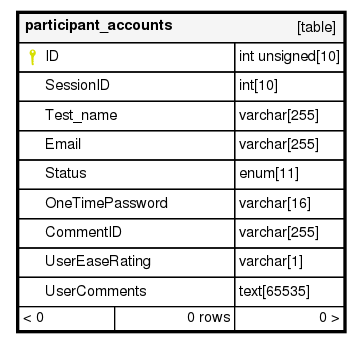 participant_accounts [table]
ID int unsigned[10]
SessionID int[10]
Test_name varchar[255]
Email varchar[255]
Status enum[11]
OneTimePassword varchar[16]
CommentID varchar[255]
UserEaseRating varchar[1]
UserComments text[65535]
< 0 0 rows 0 >